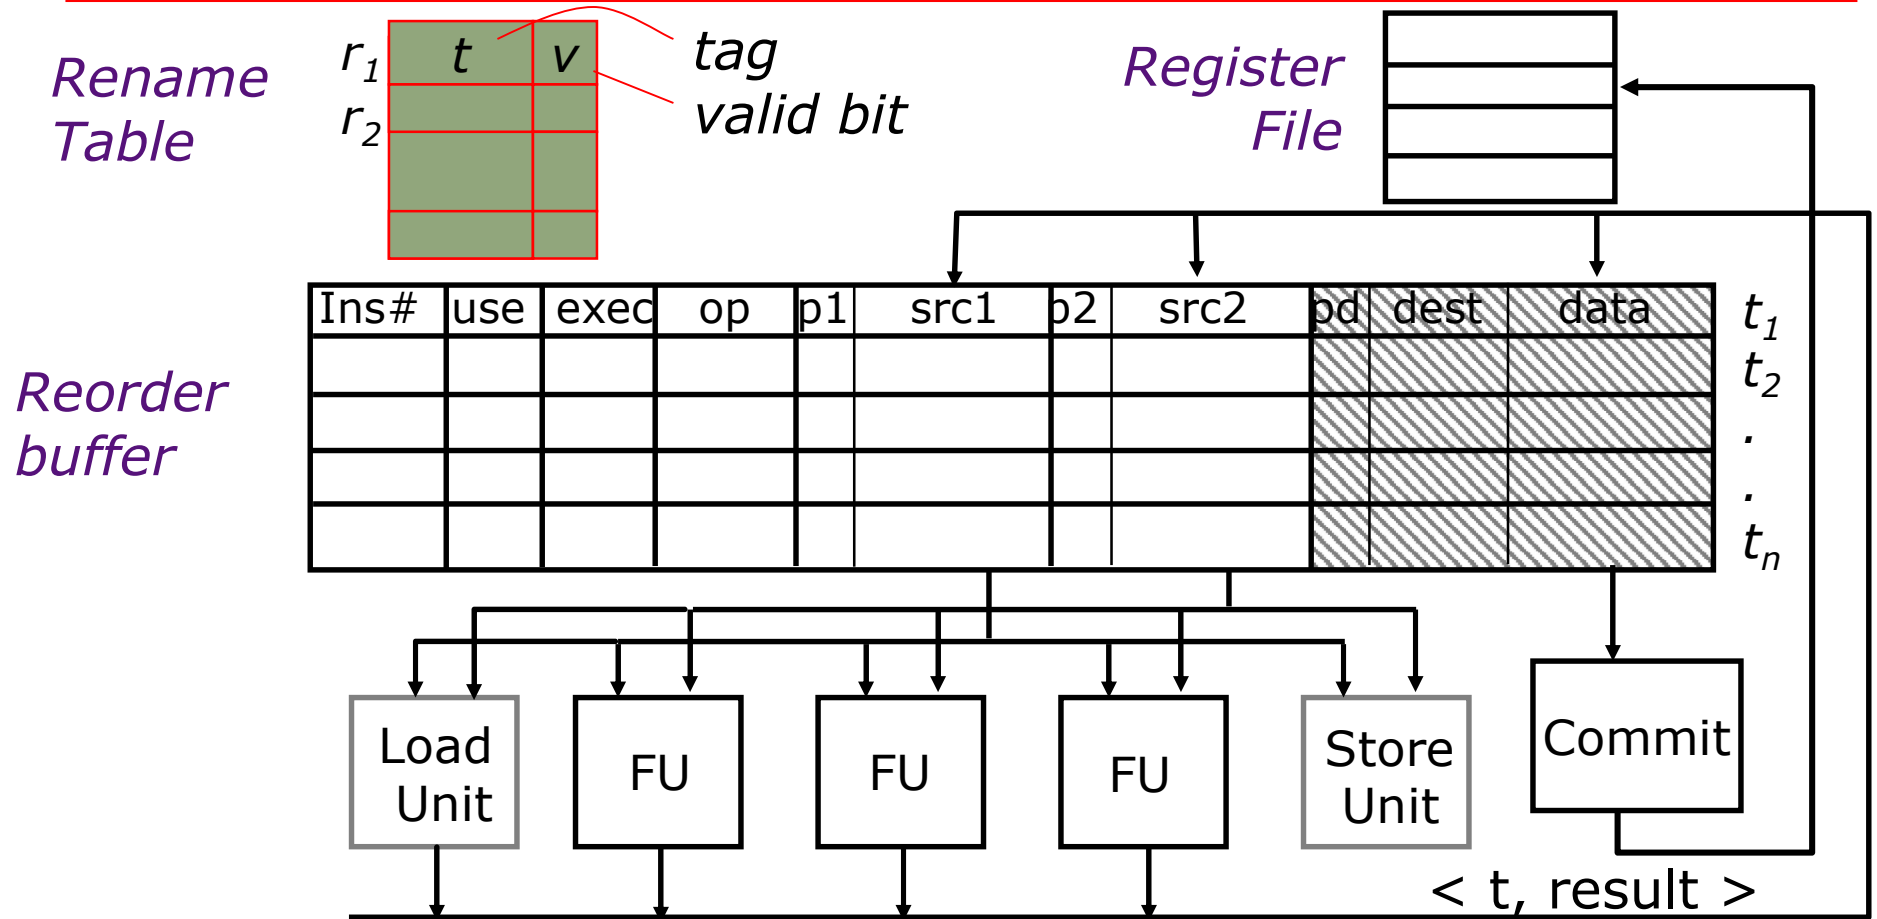 Rename
Table
r1
r2
t
v
tag
valid bit
Register
File
Ins# use exec op p1 src1 p2 src2 pd dest data
t1
t2
.
.
tn
Reorder
buffer
Load
Unit
FU
FU
FU
Store
Unit
Commit
< t, result >